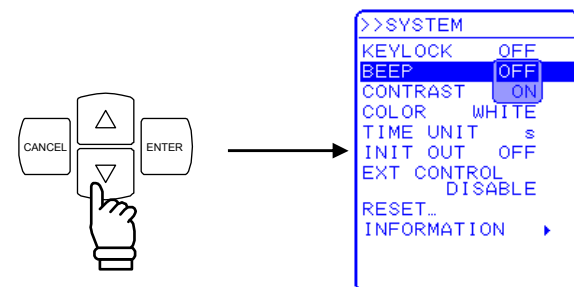 CANCEL
ENTER
>>SYSTEM
KEYLOCK OFF
BEEP OFF
CONTRAST ON
COLOR WHITE
TIME UNIT s
INIT OUT OFF
EXT CONTROL
DISABLE
RESET…
INFORMATION